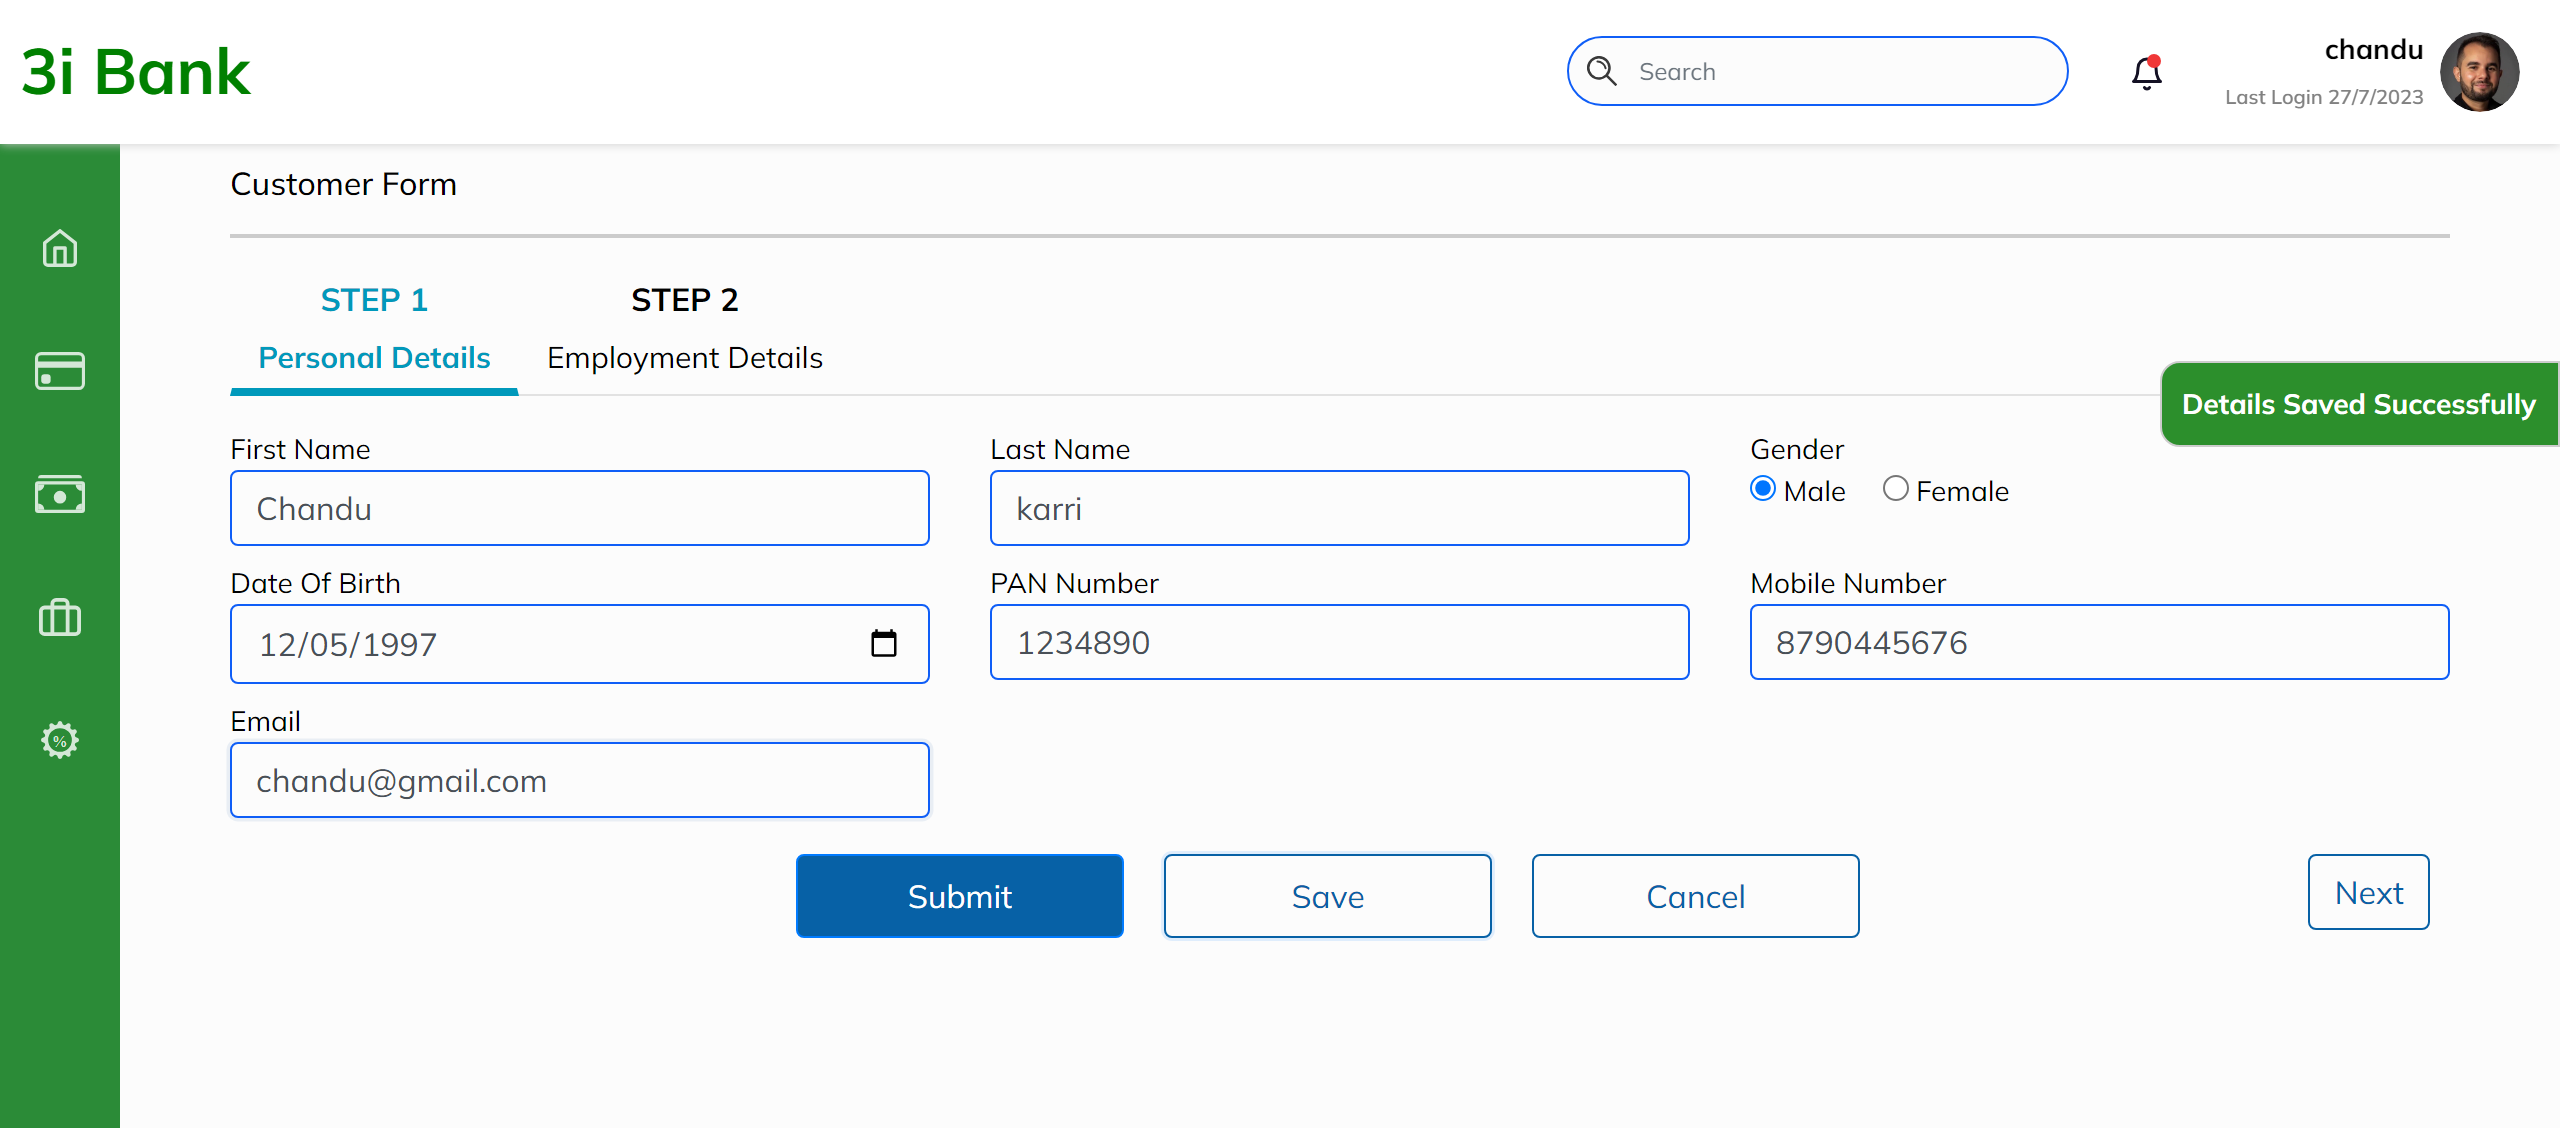 3i Bank
Search
chandu
Last Login 27/7/2023
Customer Form
STEP 1
STEP 2
Personal Details
Employment Details
Details Saved Successfully
First Name
Last Name
Gender
Chandu
karri
Male
Female
Date Of Birth
PAN Number
Mobile Number
12/05/1997
1234890
8790445676
Email
chandu@gmail.com
Submit
Save
Cancel
Next
%